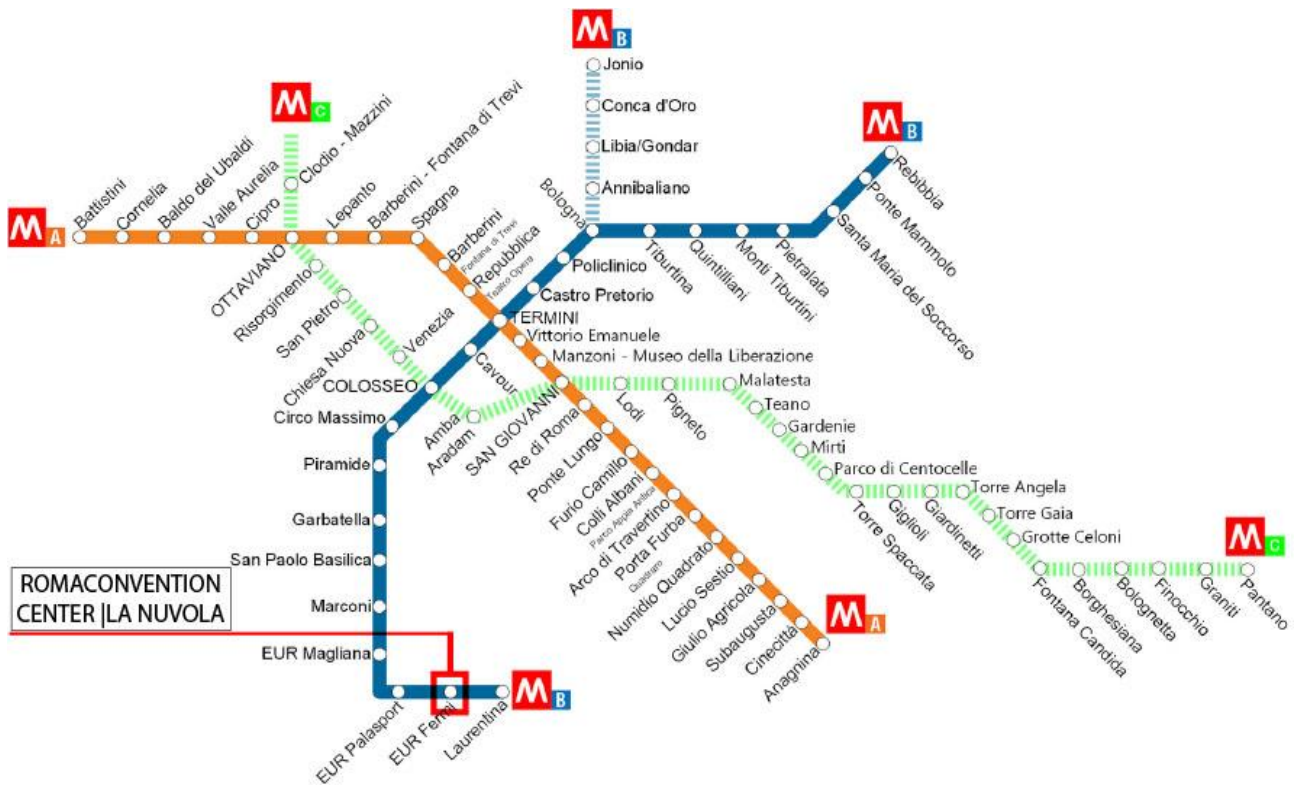 M B
Jonio
Conca d'Oro
Libia/Gondar
Annibaliano
Bologna
M C
Clodio - Mazzini
M A
Battistini
Cornelia
Baldo del Ubaldi
Valle Aurelia
Cipro
OTTAVIANO
Lepanto
Barberini - Fontana di Trevi
Spagna
Barberini
Fontana di Trevi
Repubblica
Teatro Opera
TERMINI
Vittorio Emanuele
Manzoni - Museo della Liberazione
SAN GIOVANNI
Re di Roma
Ponte Lungo
Furio Camillo
Colli Albani
Parco Appia Antica
Arco di Travertino
Porta Furba
Quadraro
Numidio Quadrato
Lucio Sestio
Giulio Agricola
Subaugusta
Cinecittà
Anagnina
M A
M B
Rebibbia
Ponte Mammolo
Santa Maria del Soccorso
Pietralata
Monti Tiburtini
Quintilliani
Tiburtina
Policlinico
Castro Pretorio
Cavour
COLOSSEO
Circo Massimo
Piramide
Garbatella
San Paolo Basilica
Marconi
EUR Magliana
EUR Palasport
EUR Fermi
Laurentina
M B
Risorgimento
San Pietro
Chiesa Nuova
Venezia
Amba
Aradam
Lodi
Pigneto
Malatesta
Teano
Gardenie
Mirti
Parco di Centocelle
Torre Spaccata
Giglioli
Giardinetti
Torre Angela
Torre Gaia
Grotte Celoni
Fontana Candida
Borghesiana
Bolognetta
Finocchio
Graniti
Pantano
M C
ROMACONVENTION
CENTER |LA NUVOLA